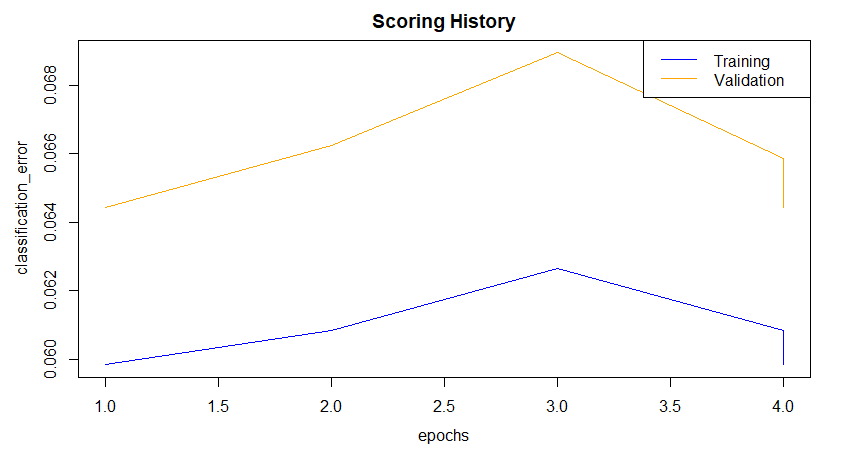 Scoring History
Training
Validation
classification_error
0.068
0.066
0.064
0.062
0.060
1.0 1.5 2.0 2.5 3.0 3.5 4.0
epochs